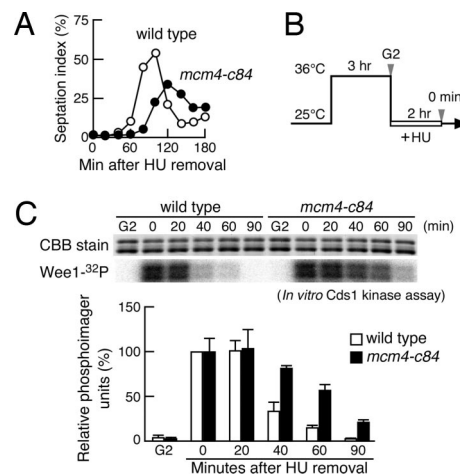 A
Septation index (%)
75
50
25
0
wild type
mcm4-c84
0 60 120 180
Min after HU removal
B
G2
36°C
3 hr
0 min
25°C
2 hr
+HU
C
wild type
mcm4-c84
G2 0 20 40 60 90 G2 0 20 40 60 90 (min)
CBB stain
Wee1-³²P
(In vitro Cds1 kinase assay)
Relative phosphoimager
units (%)
150
100
50
0
wild type
mcm4-c84
G2 0 20 40 60 90
Minutes after HU removal